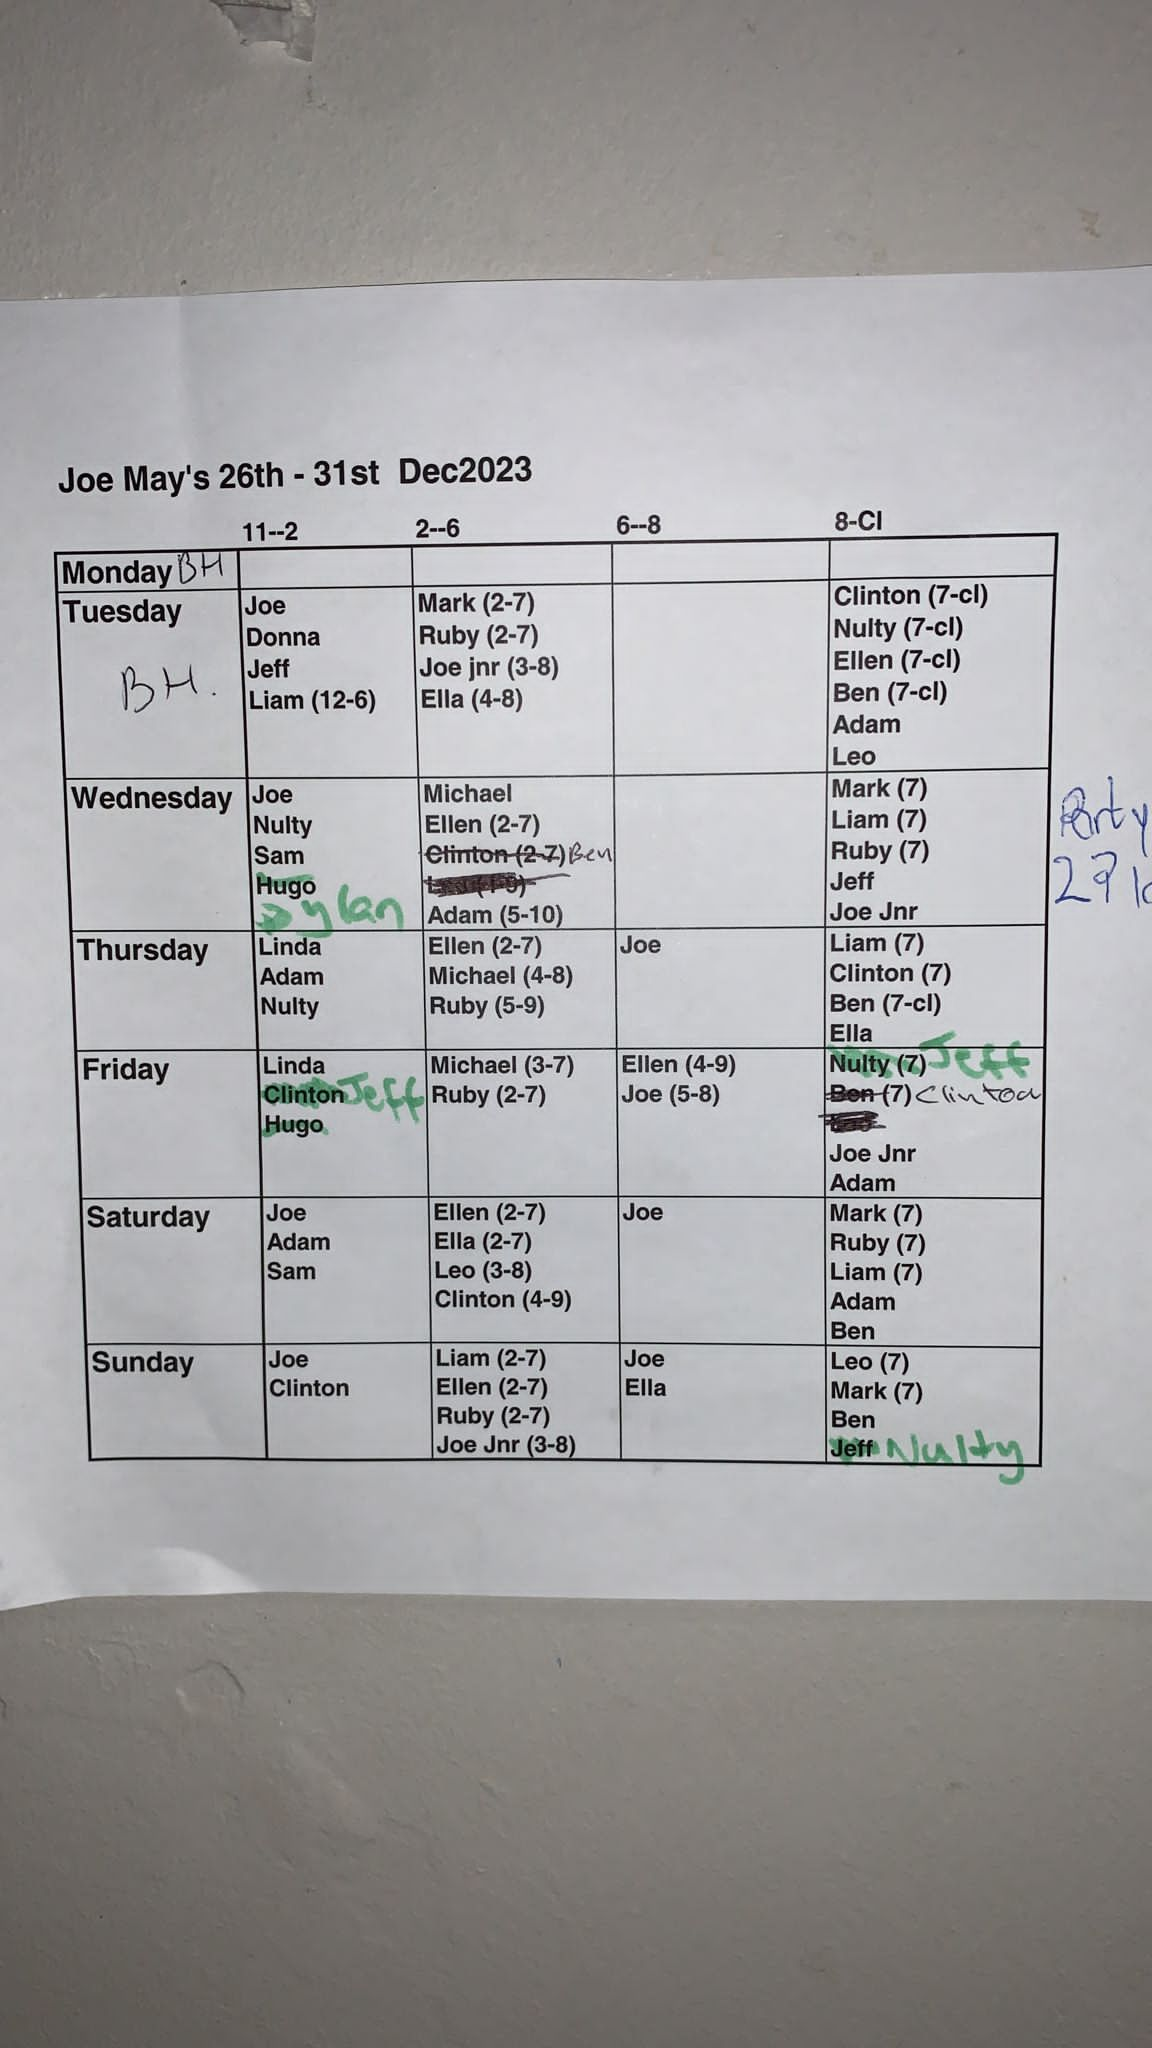 Joe May's 26th - 31st Dec2023
11--2 2--6 6--8 8-Cl
Monday BH
Tuesday
BH.
Joe
Donna
Jeff
Liam (12-6)
Mark (2-7)
Ruby (2-7)
Joe jnr (3-8)
Ella (4-8)
Clinton (7-cl)
Nulty (7-cl)
Ellen (7-cl)
Ben (7-cl)
Adam
Leo
Wednesday
Joe
Nulty
Sam
Hugo
Dylan
Michael
Ellen (2-7)
Clinton (2-7) Ben
Adam (5-10)
Mark (7)
Liam (7)
Ruby (7)
Jeff
Joe Jnr
Party
Thursday
Linda
Adam
Nulty
Ellen (2-7)
Michael (4-8)
Ruby (5-9)
Joe
Liam (7)
Clinton (7)
Ben (7-cl)
Ella
Friday
Linda
Clinton Jeff
Hugo
Michael (3-7)
Ruby (2-7)
Ellen (4-9)
Joe (5-8)
Nulty (7) Jeff
Ben (7) Clinton
Joe Jnr
Adam
Saturday
Joe
Adam
Sam
Ellen (2-7)
Ella (2-7)
Leo (3-8)
Clinton (4-9)
Joe
Mark (7)
Ruby (7)
Liam (7)
Adam
Ben
Sunday
Joe
Clinton
Liam (2-7)
Ellen (2-7)
Ruby (2-7)
Joe Jnr (3-8)
Joe
Ella
Leo (7)
Mark (7)
Ben
Jeff Nulty